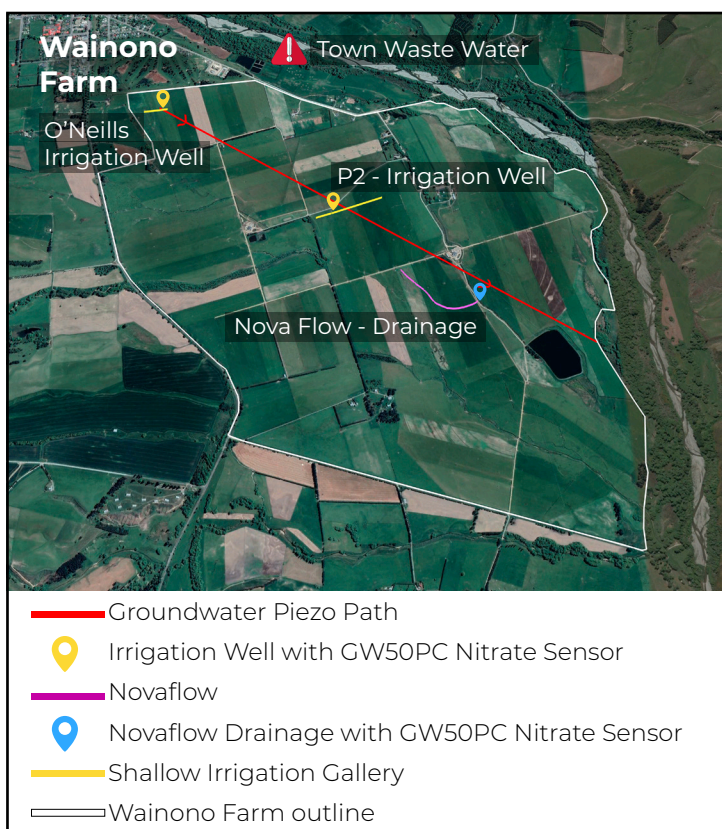 Wainono
Farm
Town Waste Water
O'Neills
Irrigation Well
P2 - Irrigation Well
Nova Flow - Drainage
Groundwater Piezo Path
Irrigation Well with GW50PC Nitrate Sensor
Novaflow
Novaflow Drainage with GW50PC Nitrate Sensor
Shallow Irrigation Gallery
Wainono Farm outline